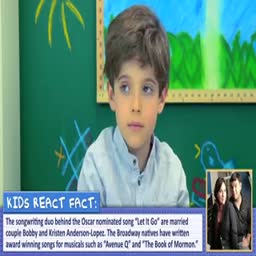 KIDS REACT FACT:
The songwriting duo behind the Oscar nominated song "Let It Go" are married
couple Bobby and Kristen Anderson-Lopez. The Broadway natives have written
award winning songs for musicals such as "Avenue Q" and "The Book of Mormon."